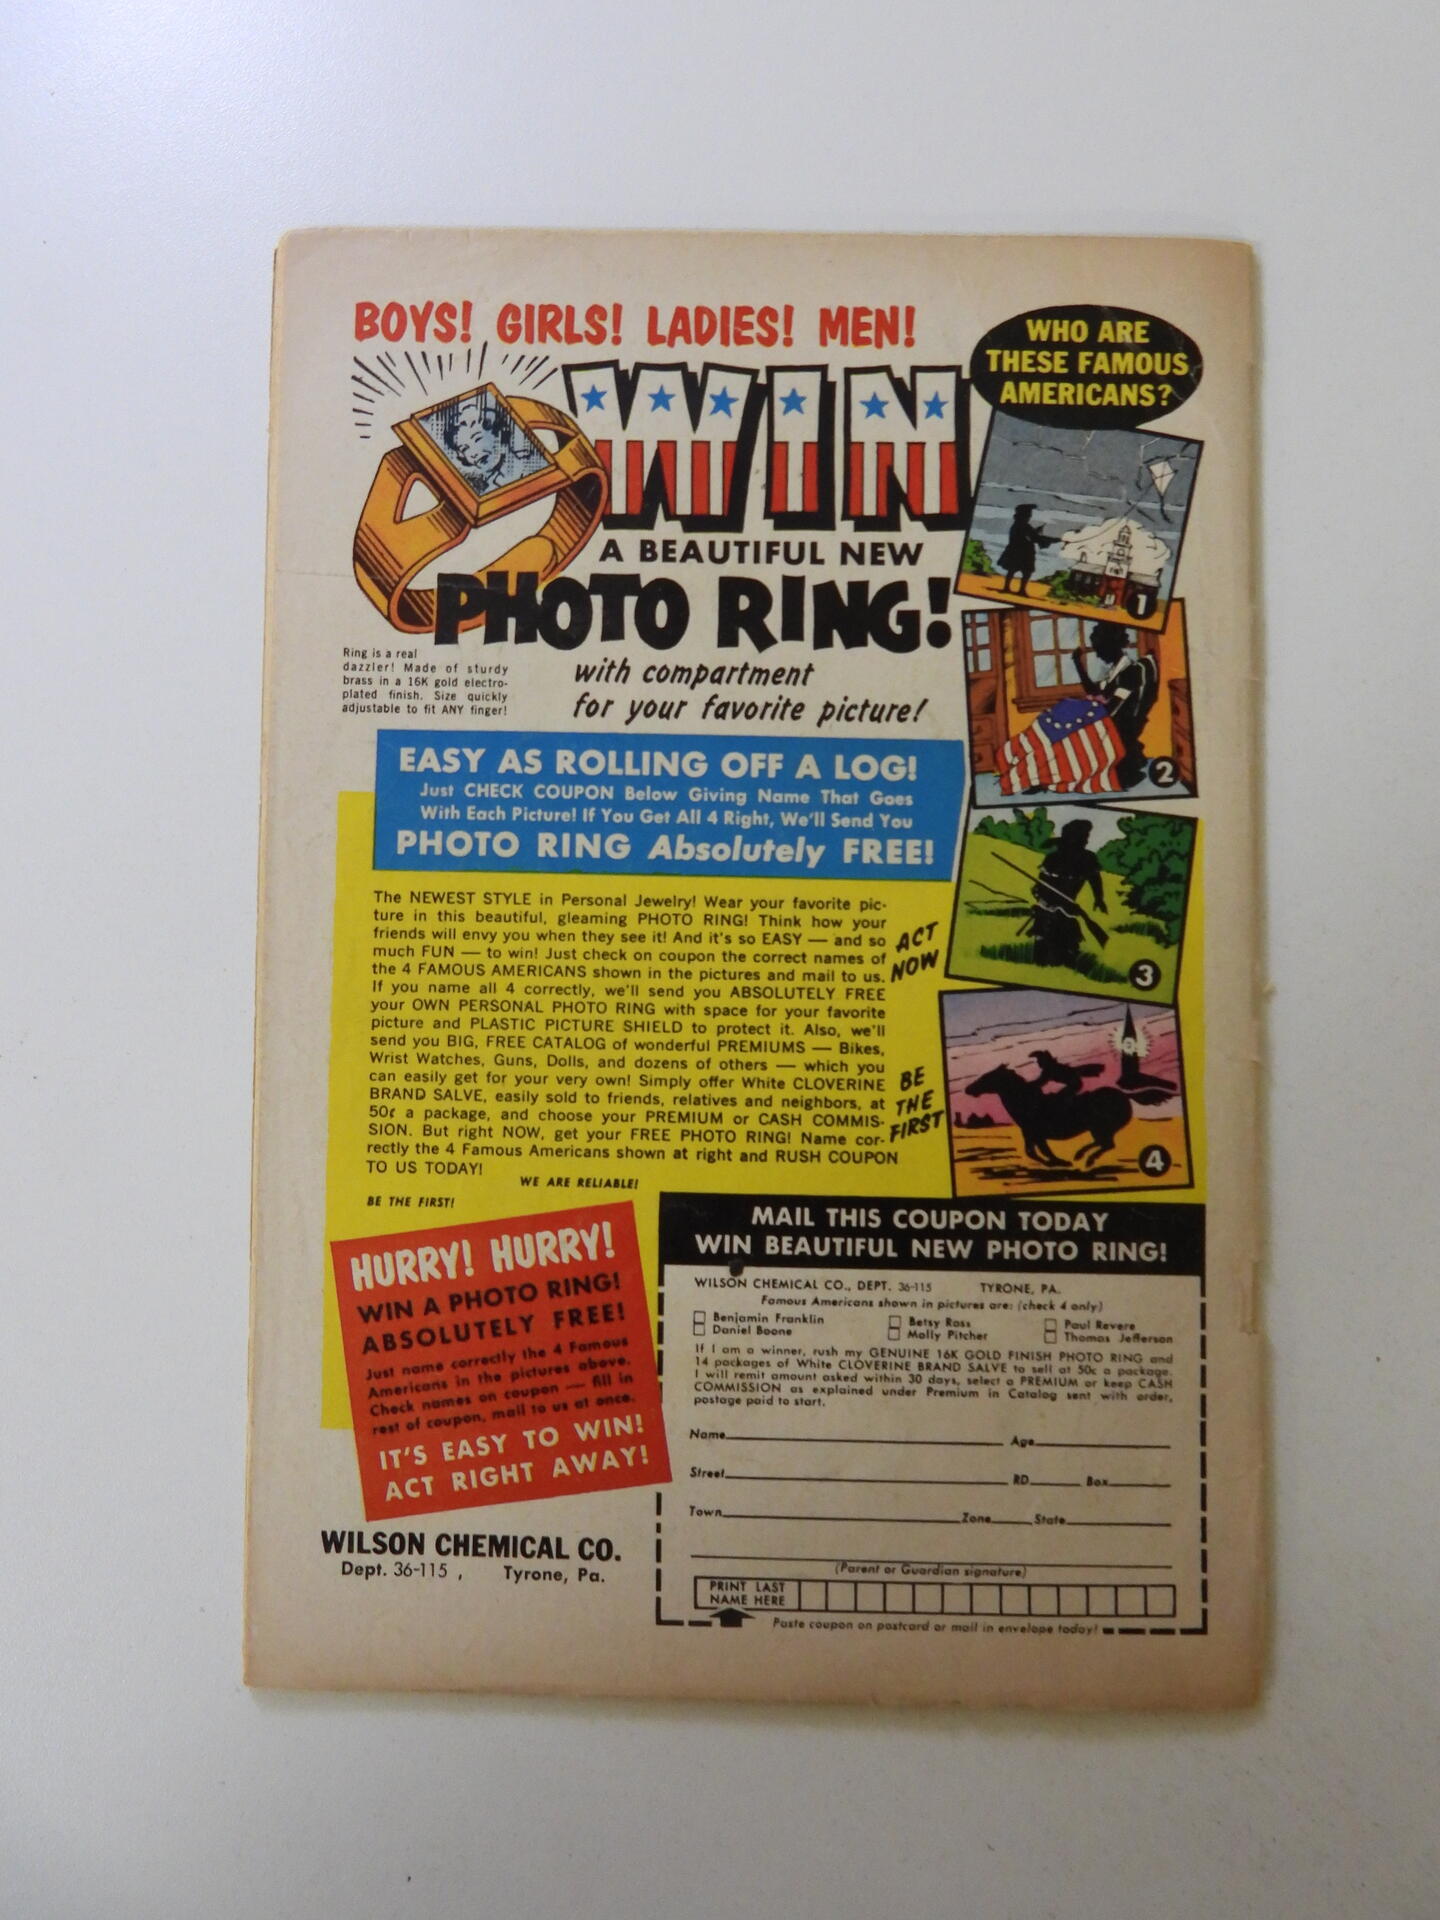 BOYS! GIRLS! LADIES! MEN!
WIN
A BEAUTIFUL NEW
PHOTO RING!
with compartment
for your favorite picture!
Ring is a real
dazzler! Made of sturdy
brass in a 16K gold electro-
plated finish. Size quickly
adjustable to fit ANY finger!
WHO ARE
THESE FAMOUS
AMERICANS?
1
2
3
4
EASY AS ROLLING OFF A LOG!
Just CHECK COUPON Below Giving Name That Goes
With Each Picture! If You Get All 4 Right, We'll Send You
PHOTO RING Absolutely FREE!
The NEWEST STYLE in Personal Jewelry! Wear your favorite pic-
ture in this beautiful, gleaming PHOTO RING! Think how your
friends will envy you when they see it! And it's so EASY — and so
much FUN — to win! Just check on coupon the correct names of
the 4 FAMOUS AMERICANS shown in the pictures and mail to us.
If you name all 4 correctly, we'll send you ABSOLUTELY FREE
your OWN PERSONAL PHOTO RING with space for your favorite
picture and PLASTIC PICTURE SHIELD to protect it. Also, we'll
send you BIG, FREE CATALOG of wonderful PREMIUMS — Bikes,
Wrist Watches, Guns, Dolls, and dozens of others — which you
can easily get for your very own! Simply offer White CLOVERINE
BRAND SALVE, easily sold to friends, relatives and neighbors, at
50¢ a package, and choose your PREMIUM or CASH COMMIS-
SION. But right NOW, get your FREE PHOTO RING! Name cor-
rectly the 4 Famous Americans shown at right and RUSH COUPON
TO US TODAY!
WE ARE RELIABLE!
BE THE FIRST!
ACT
NOW
BE
THE
FIRST
HURRY! HURRY!
WIN A PHOTO RING!
ABSOLUTELY FREE!
Just name correctly the 4 Famous
Americans in the pictures above.
Check names on coupon — fill in
rest of coupon, mail to us at once.
IT'S EASY TO WIN!
ACT RIGHT AWAY!
WILSON CHEMICAL CO.
Dept. 36-115 , Tyrone, Pa.
MAIL THIS COUPON TODAY
WIN BEAUTIFUL NEW PHOTO RING!
WILSON CHEMICAL CO., DEPT. 36-115 TYRONE, PA.
Famous Americans shown in pictures are: (check 4 only)
Benjamin Franklin Betsy Ross Paul Revere
Daniel Boone Molly Pitcher Thomas Jefferson
If I am a winner, rush my GENUINE 16K GOLD FINISH PHOTO RING and
14 packages of White CLOVERINE BRAND SALVE to sell at 50c a package.
I will remit amount asked within 30 days, select a PREMIUM or keep CASH
COMMISSION as explained under Premium in Catalog sent with order,
postage paid to start.
Name Age
Street RD Box
Town Zone State
(Parent or Guardian signature)
PRINT LAST
NAME HERE
Paste coupon on postcard or mail in envelope today!